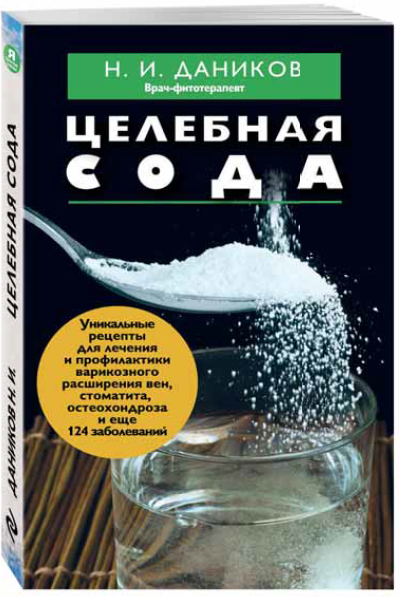 Н. И. ДАНИКОВ
Врач-фитотерапевт
ЦЕЛЕБНАЯ
СОДА
Уникальные
рецепты
для лечения
и профилактики
варикозного
расширения вен,
стоматита,
остеохондроза
и еще
124 заболеваний
ДАНИКОВ Н. И. ЦЕЛЕБНАЯ СОДА
Я